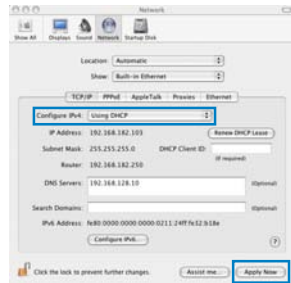 Network
Show All Displays Sound Network Startup Disk
Location: Automatic
Show: Built-in Ethernet
TCP/IP PPPoE AppleTalk Proxies Ethernet
Configure IPv4: Using DHCP
IP Address: 192.168.182.103 Renew DHCP Lease
Subnet Mask: 255.255.255.0 DHCP Client ID:
(If required)
Router: 192.168.182.250
DNS Servers: 192.168.128.10 (Optional)
Search Domains: (Optional)
IPv6 Address: fe80:0000:0000:0000:0211:24ff:fe32:b18e
Configure IPv6...
?
Click the lock to prevent further changes. Assist me... Apply Now